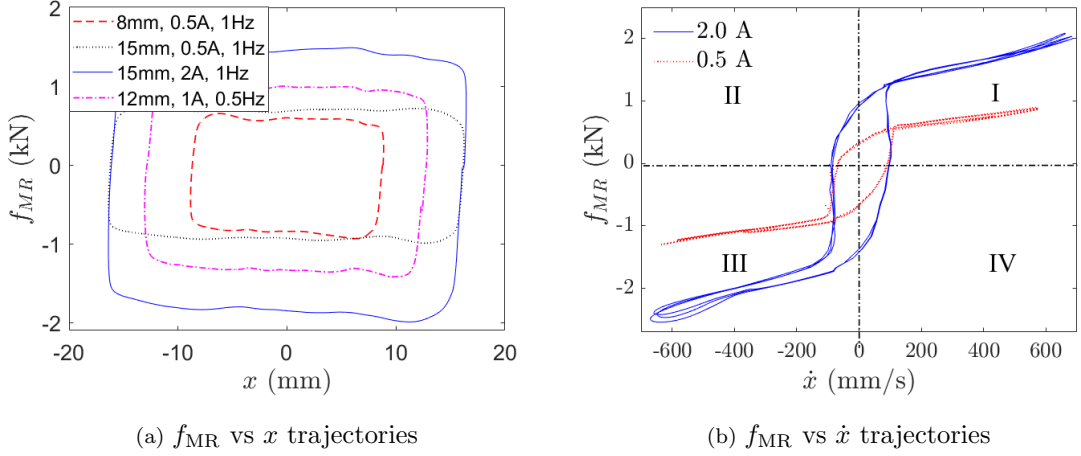 8mm, 0.5A, 1Hz
15mm, 0.5A, 1Hz
15mm, 2A, 1Hz
12mm, 1A, 0.5Hz
2
1
0
-1
-2
f_MR (kN)
-20
-10
0
10
20
x (mm)
(a) f_MR vs x trajectories
2.0 A
0.5 A
II
I
III
IV
2
1
0
-1
-2
f_MR (kN)
-600
-400
-200
0
200
400
600
ẋ (mm/s)
(b) f_MR vs ẋ trajectories